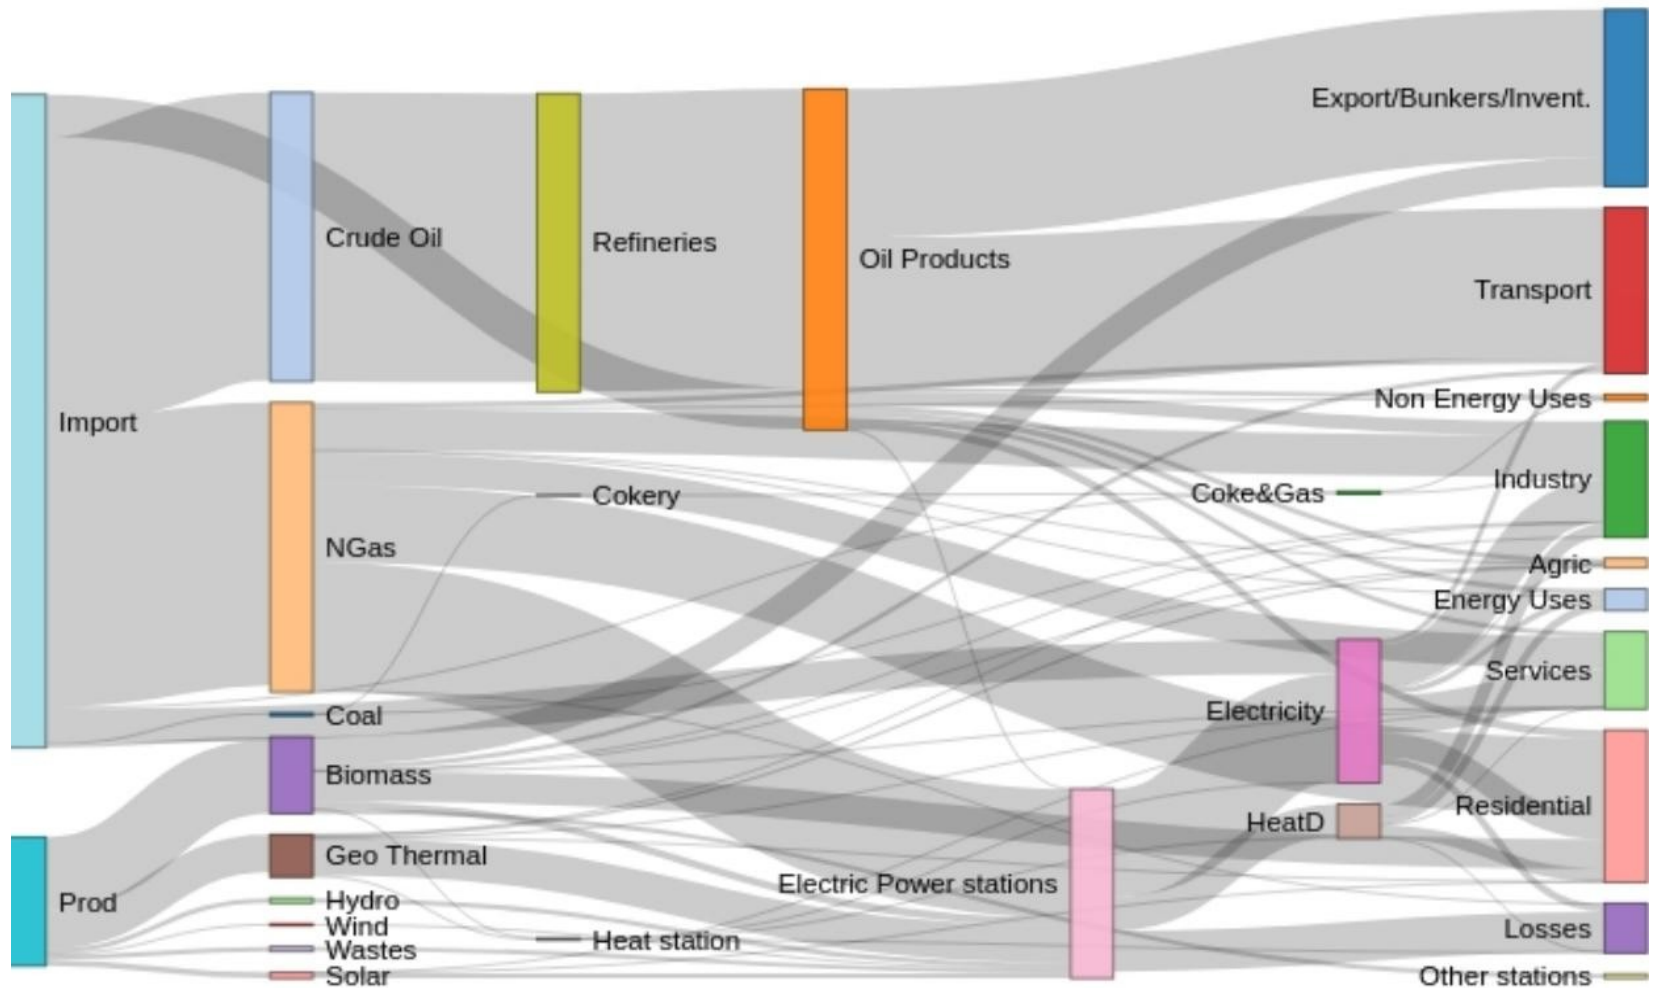 Export/Bunkers/Invent.
Crude Oil
Refineries
Oil Products
Transport
Import
Non Energy Uses
Industry
Cokery
Coke&Gas
NGas
Agric
Energy Uses
Services
Coal
Electricity
Biomass
Residential
HeatD
Geo Thermal
Electric Power stations
Prod
Hydro
Wind
Losses
Heat station
Wastes
Solar
Other stations